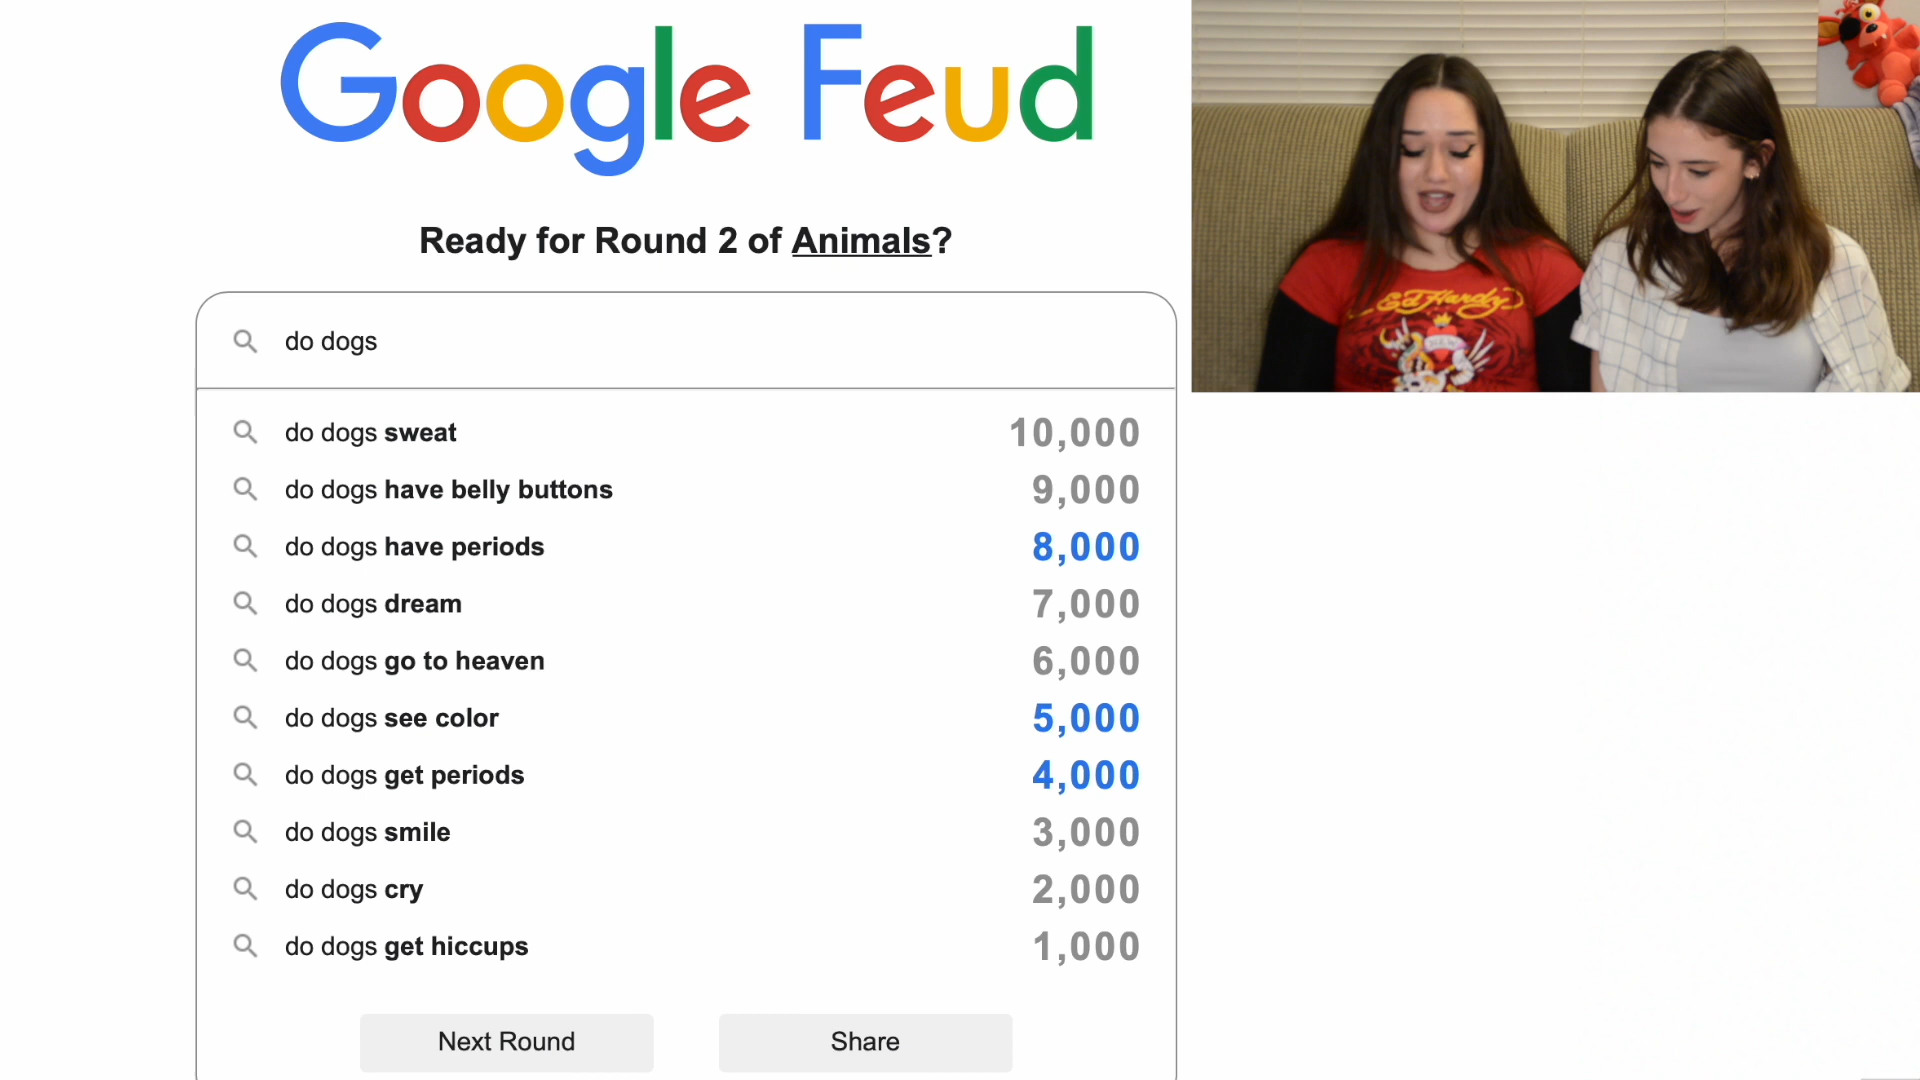 Google Feud
Ready for Round 2 of Animals?
do dogs
do dogs sweat 10,000
do dogs have belly buttons 9,000
do dogs have periods 8,000
do dogs dream 7,000
do dogs go to heaven 6,000
do dogs see color 5,000
do dogs get periods 4,000
do dogs smile 3,000
do dogs cry 2,000
do dogs get hiccups 1,000
Next Round Share
Ed Hardy